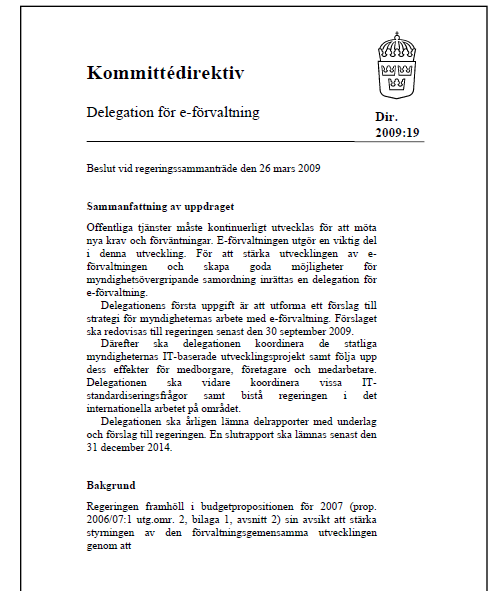 Kommittédirektiv
Delegation för e-förvaltning
Dir.
2009:19
Beslut vid regeringssammanträde den 26 mars 2009
Sammanfattning av uppdraget
Offentliga tjänster måste kontinuerligt utvecklas för att möta
nya krav och förväntningar. E-förvaltningen utgör en viktig del
i denna utveckling. För att stärka utvecklingen av e-
förvaltningen och skapa goda möjligheter för
myndighetsövergripande samordning inrättas en delegation för
e-förvaltning.
Delegationens första uppgift är att utforma ett förslag till
strategi för myndigheternas arbete med e-förvaltning. Förslaget
ska redovisas till regeringen senast den 30 september 2009.
Därefter ska delegationen koordinera de statliga
myndigheternas IT-baserade utvecklingsprojekt samt följa upp
dess effekter för medborgare, företagare och medarbetare.
Delegationen ska vidare koordinera vissa IT-
standardiseringsfrågor samt bistå regeringen i det
internationella arbetet på området.
Delegationen ska årligen lämna delrapporter med underlag
och förslag till regeringen. En slutrapport ska lämnas senast den
31 december 2014.
Bakgrund
Regeringen framhöll i budgetpropositionen för 2007 (prop.
2006/07:1 utg.omr. 2, bilaga 1, avsnitt 2) sin avsikt att stärka
styrningen av den förvaltningsgemensamma utvecklingen
genom att